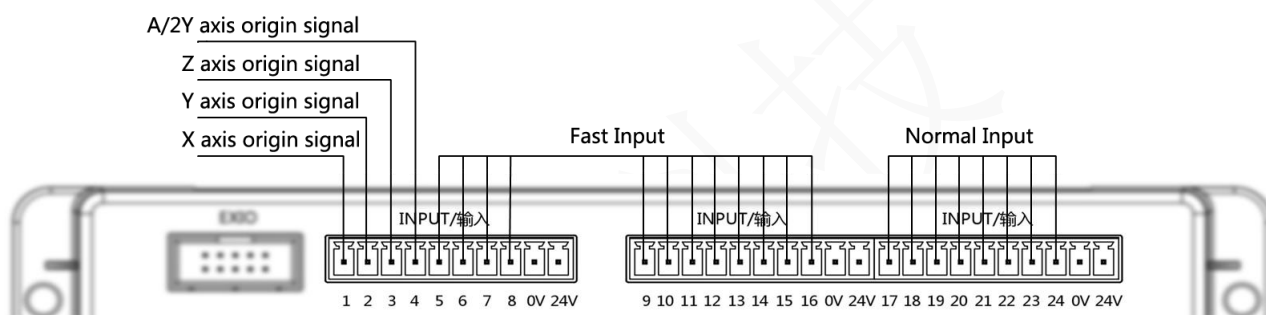 A/2Y axis origin signal
Z axis origin signal
Y axis origin signal
X axis origin signal
Fast Input
Normal Input
EXIO
INPUT/输入
INPUT/输入
INPUT/输入
1 2 3 4 5 6 7 8 0V 24V
9 10 11 12 13 14 15 16 0V 24V 17 18 19 20 21 22 23 24 0V 24V